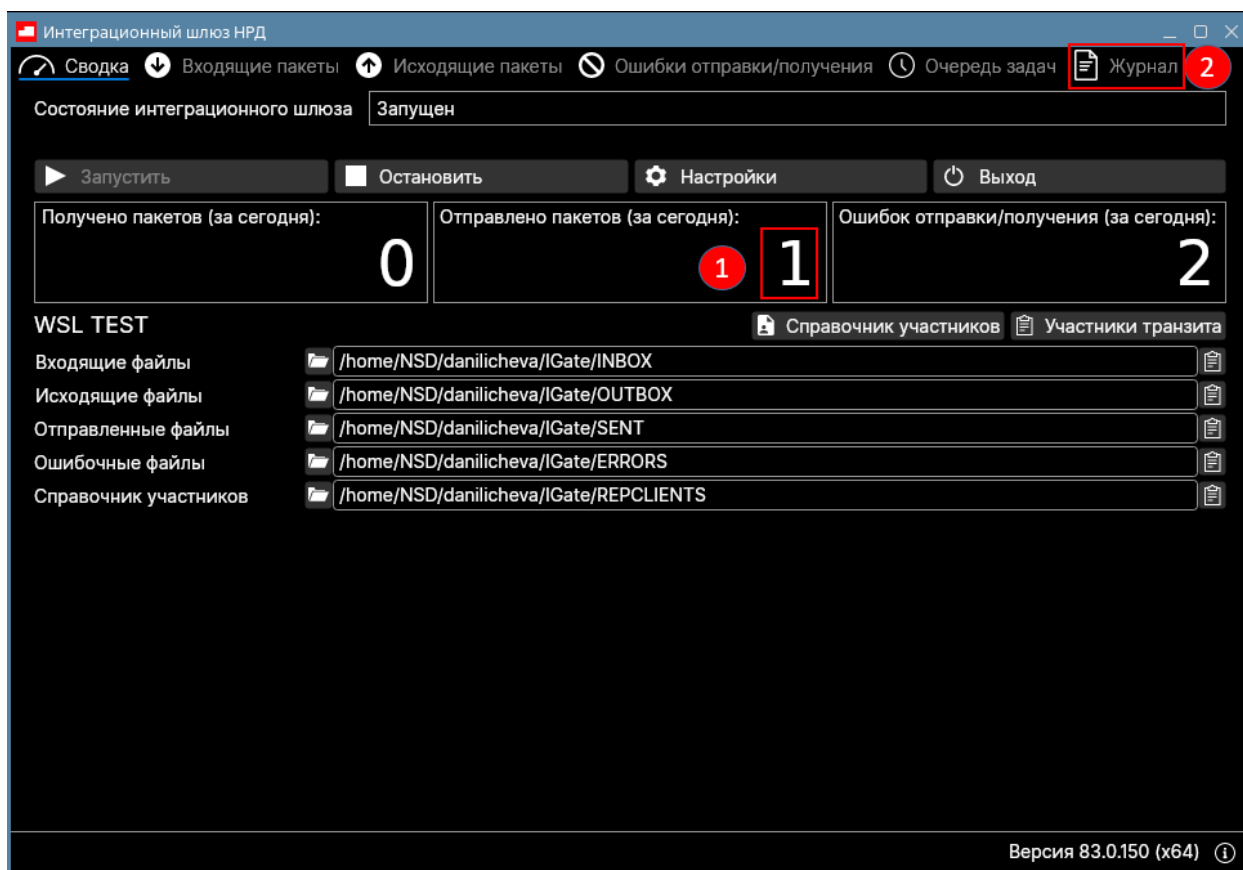 Интеграционный шлюз НРД
Сводка Входящие пакеты Исходящие пакеты Ошибки отправки/получения Очередь задач Журнал 2
Состояние интеграционного шлюза Запущен
Запустить Остановить Настройки Выход
Получено пакетов (за сегодня): Отправлено пакетов (за сегодня): Ошибок отправки/получения (за сегодня):
0 1 1 2
WSL TEST Справочник участников Участники транзита
Входящие файлы /home/NSD/danilicheva/IGate/INBOX
Исходящие файлы /home/NSD/danilicheva/IGate/OUTBOX
Отправленные файлы /home/NSD/danilicheva/IGate/SENT
Ошибочные файлы /home/NSD/danilicheva/IGate/ERRORS
Справочник участников /home/NSD/danilicheva/IGate/REPCLIENTS
Версия 83.0.150 (x64)